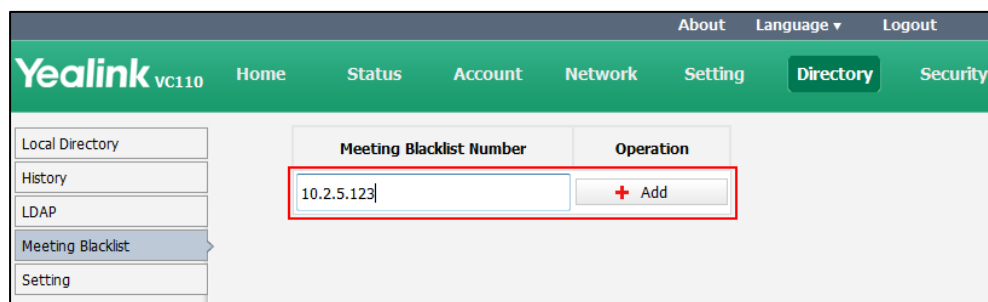 About Language ▾ Logout
Yealink VC110 Home Status Account Network Setting Directory Security
Local Directory
Meeting Blacklist Number Operation
History
10.2.5.123 + Add
LDAP
Meeting Blacklist
Setting